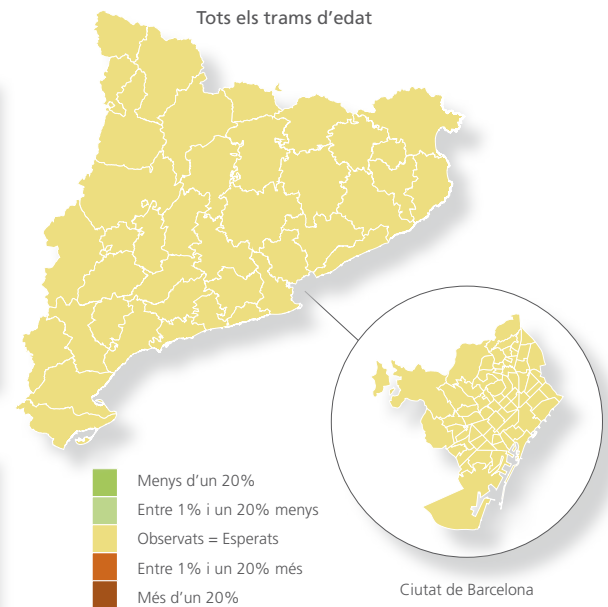 Tots els trams d'edat
Menys d'un 20%
Entre 1% i un 20% menys
Observats = Esperats
Entre 1% i un 20% més
Més d'un 20%
Ciutat de Barcelona